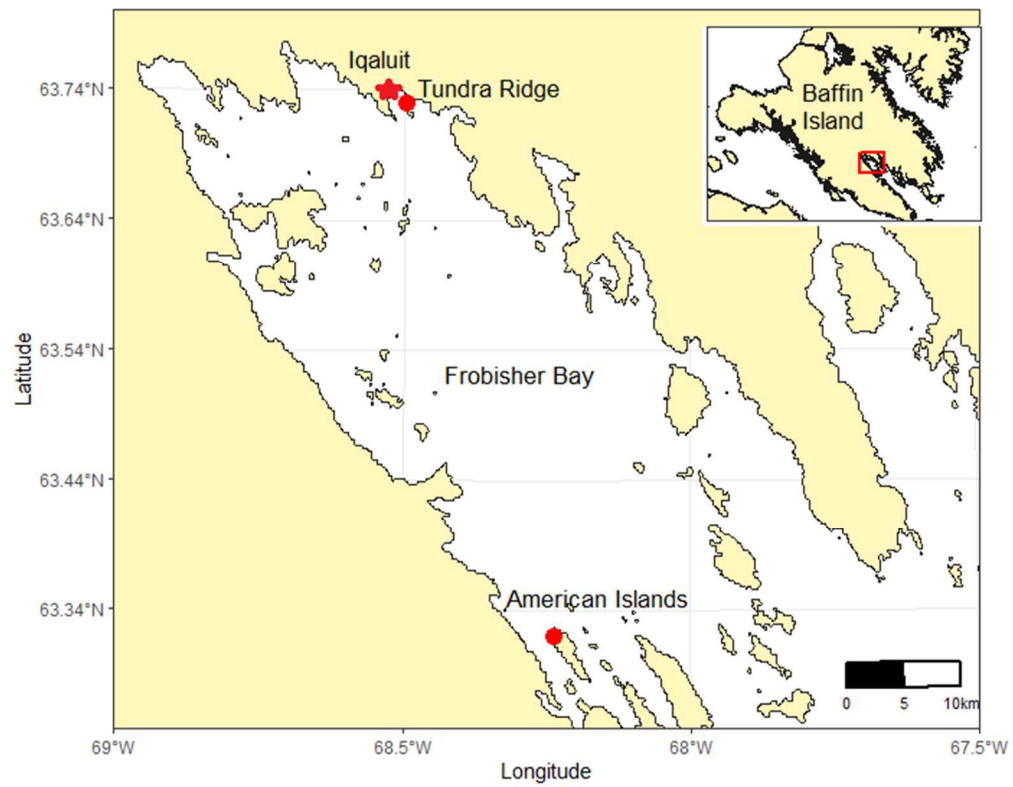 Iqaluit
Tundra Ridge
Baffin
Island
63.74°N
63.64°N
63.54°N
Frobisher Bay
Latitude
63.44°N
American Islands
63.34°N
0 5 10km
69°W 68.5°W 68°W 67.5°W
Longitude